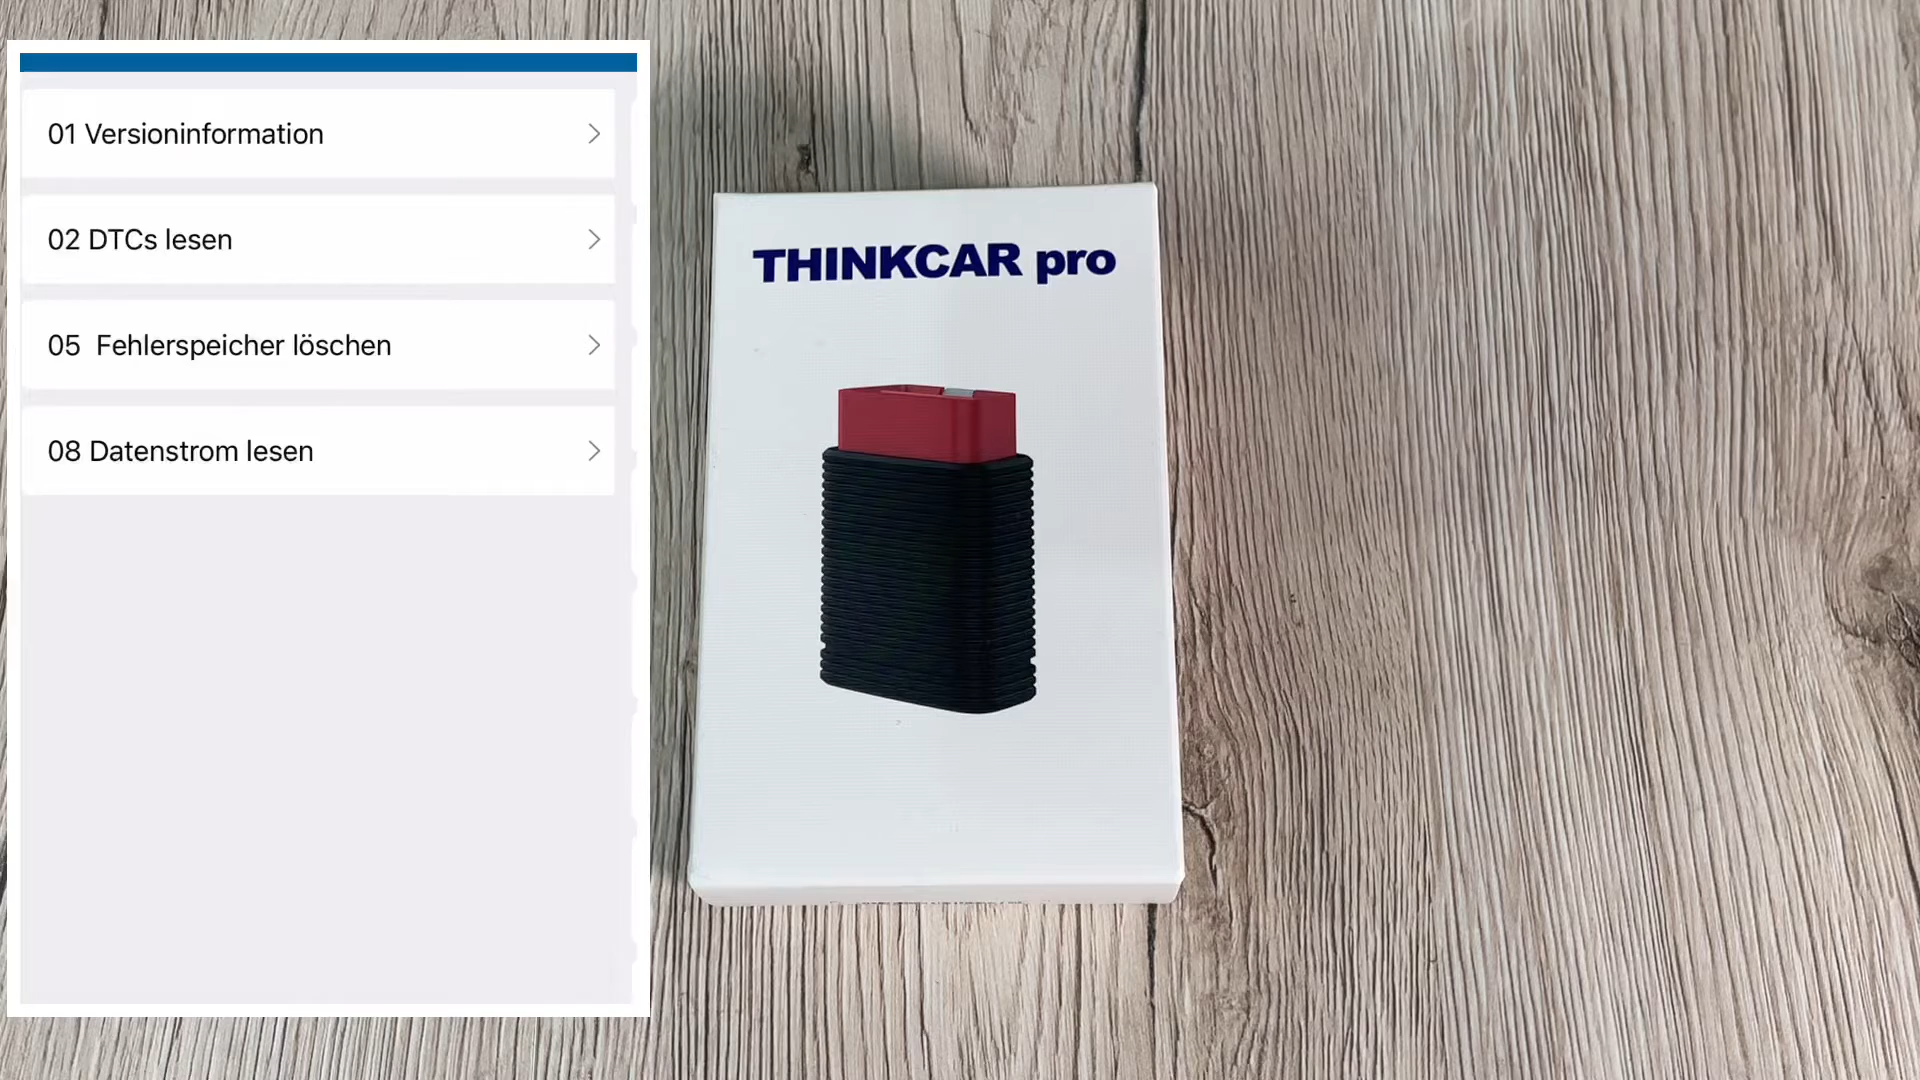 01 Versioninformation
02 DTCs lesen
05 Fehlerspeicher löschen
08 Datenstrom lesen
THINKCAR pro